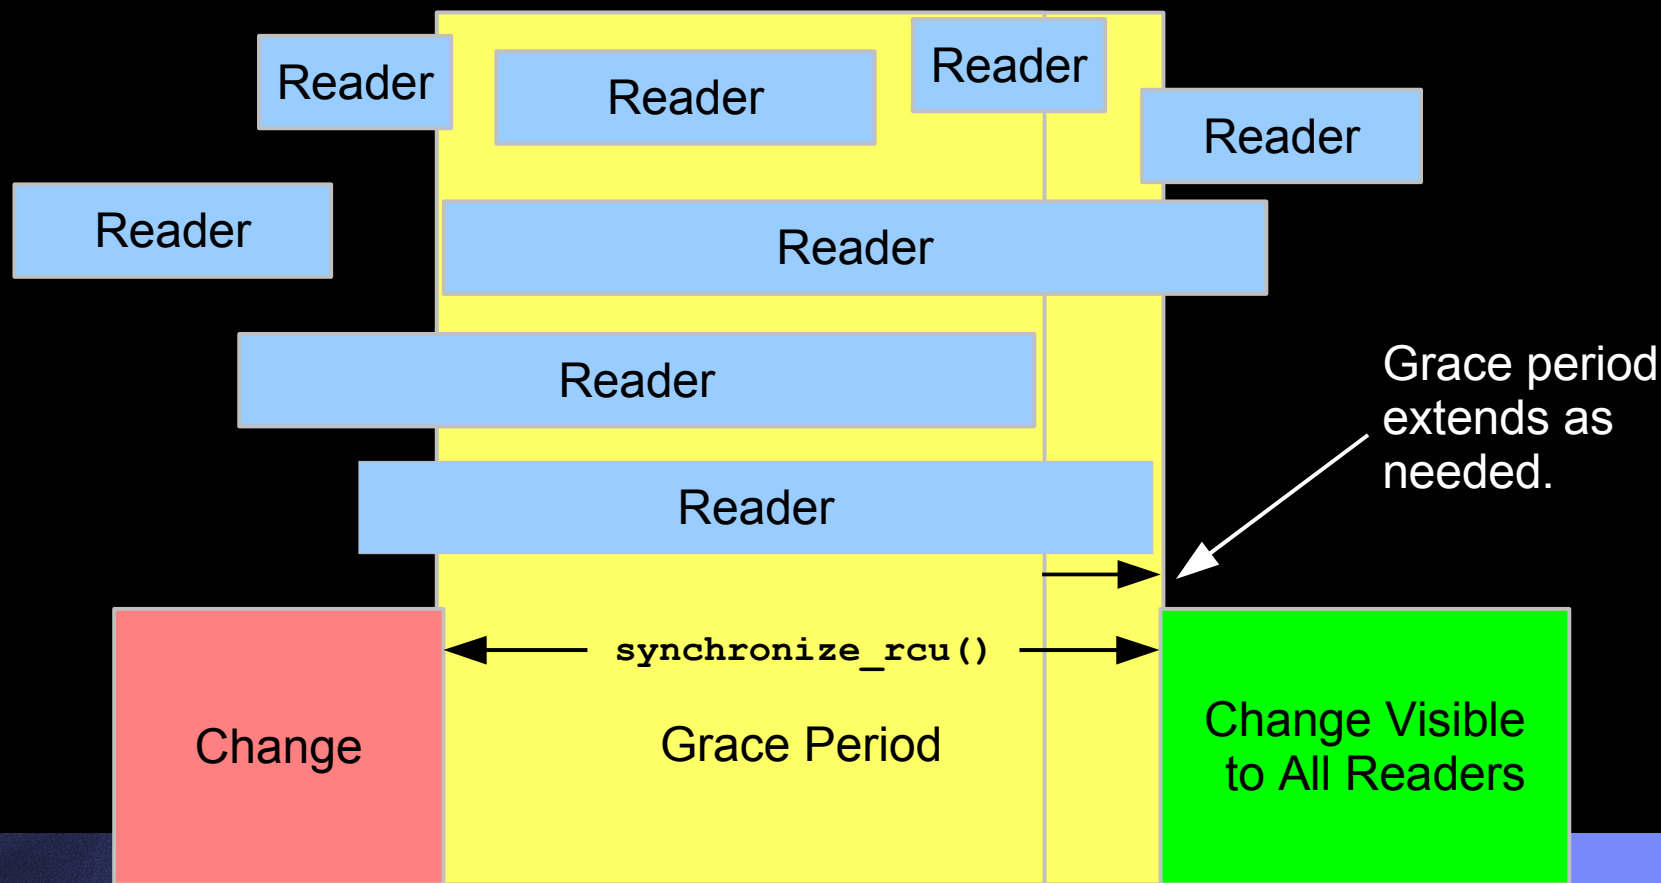 Reader
Reader
Reader
Reader
Reader
Reader
Reader
Reader
Grace period
extends as
needed.
synchronize_rcu()
Change
Grace Period
Change Visible
to All Readers